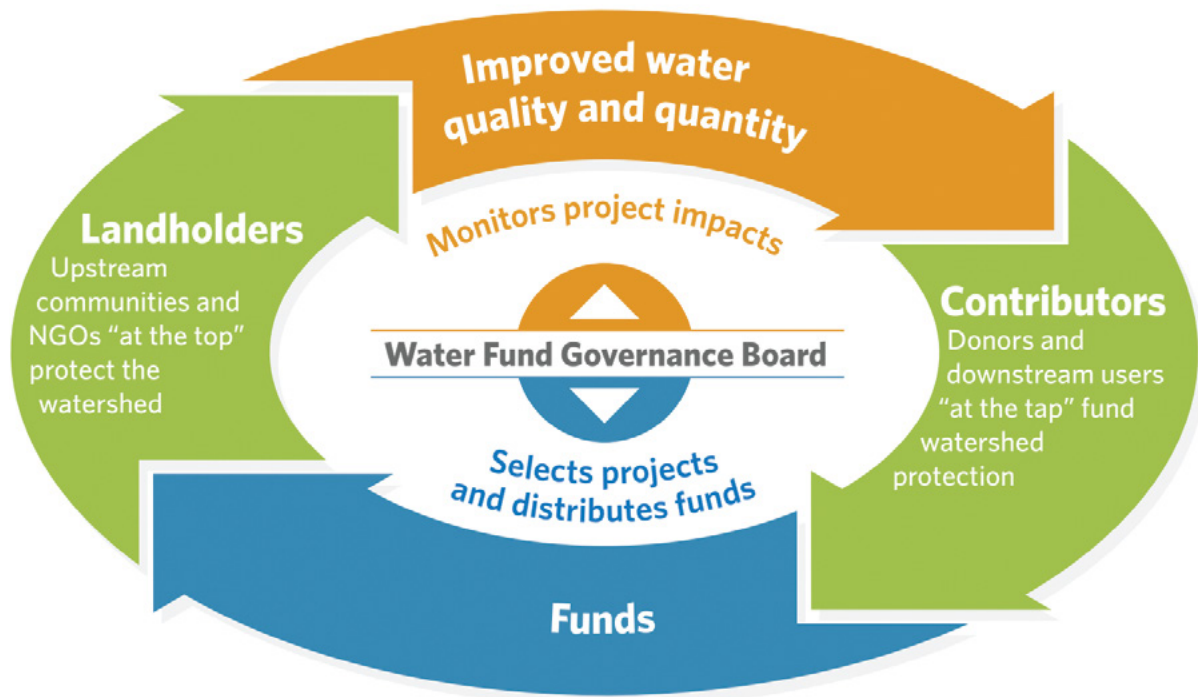 Improved water
quality and quantity
Monitors project impacts
Landholders
Upstream
communities and
NGOs “at the top”
protect the
watershed
Water Fund Governance Board
Contributors
Donors and
downstream users
“at the tap” fund
watershed
protection
Selects projects
and distributes funds
Funds